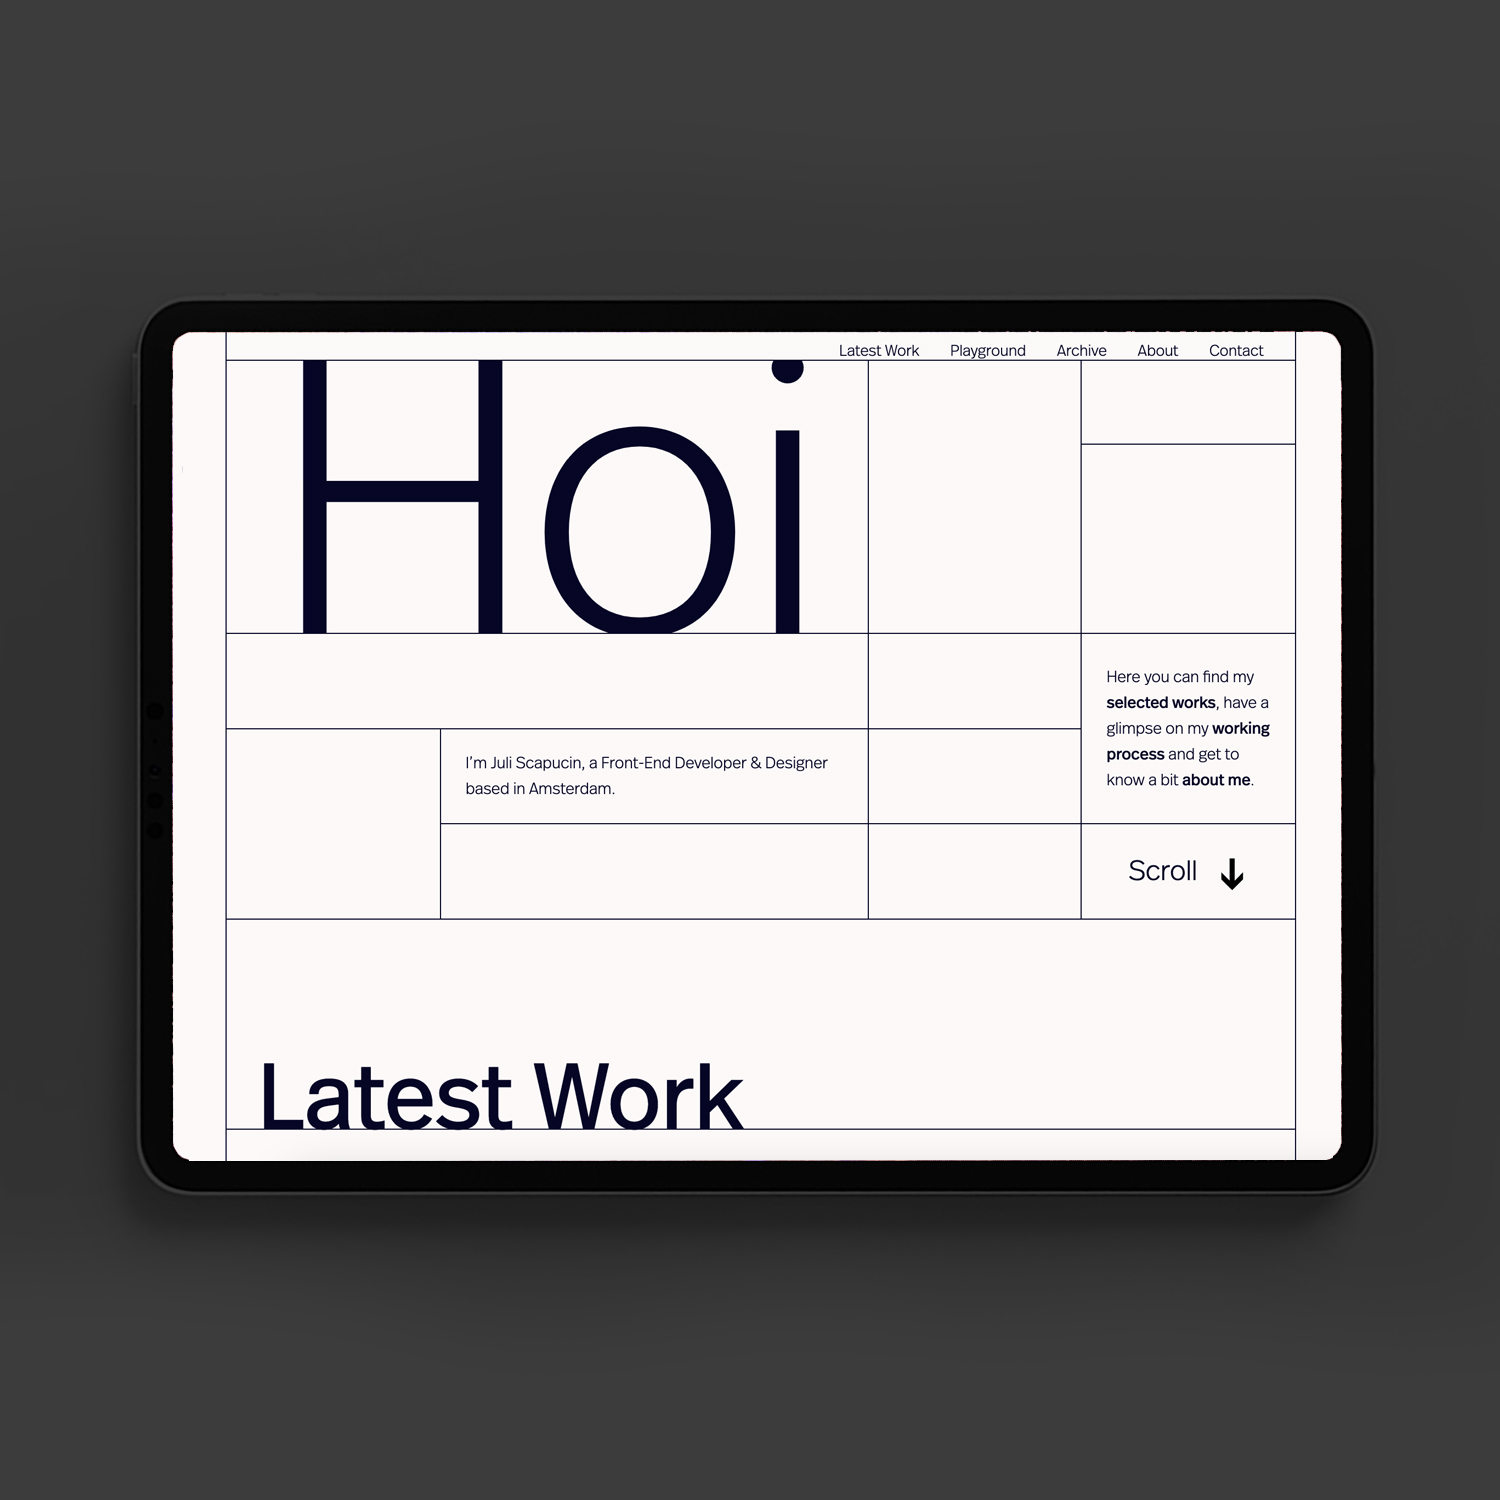 Latest Work Playground Archive About Contact
Hoi
Here you can find my
selected works, have a
glimpse on my working
process and get to
know a bit about me.
I'm Juli Scapucin, a Front-End Developer & Designer
based in Amsterdam.
Scroll
Latest Work